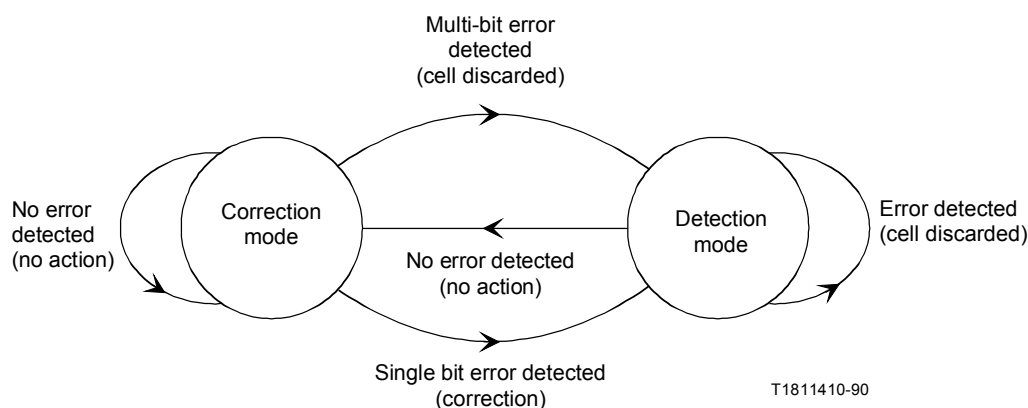 Multi-bit error
detected
(cell discarded)
No error
detected
(no action)
Correction
mode
No error detected
(no action)
Detection
mode
Error detected
(cell discarded)
Single bit error detected
(correction)
T1811410-90